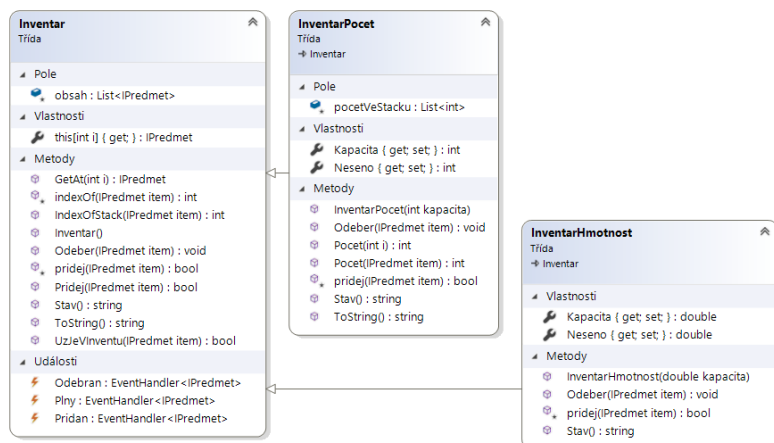 Inventar
Třída
Pole
obsah : List<IPredmet>
Vlastnosti
this[int i] { get; } : IPredmet
Metody
GetAt(int i) : IPredmet
indexOf(IPredmet item) : int
IndexOfStack(IPredmet item) : int
Inventar()
Odeber(IPredmet item) : void
pridej(IPredmet item) : bool
Pridej(IPredmet item) : bool
Stav() : string
ToString() : string
UzJeVInventu(IPredmet item) : bool
Události
Odebran : EventHandler<IPredmet>
Plny : EventHandler<IPredmet>
Pridan : EventHandler<IPredmet>
InventarPocet
Třída
Inventar
Pole
pocetVeStacku : List<int>
Vlastnosti
Kapacita { get; set; } : int
Neseno { get; set; } : int
Metody
InventarPocet(int kapacita)
Odeber(IPredmet item) : void
Pocet(int i) : int
Pocet(IPredmet item) : int
pridej(IPredmet item) : bool
Stav() : string
ToString() : string
InventarHmotnost
Třída
Inventar
Vlastnosti
Kapacita { get; set; } : double
Neseno { get; set; } : double
Metody
InventarHmotnost(double kapacita)
Odeber(IPredmet item) : void
pridej(IPredmet item) : bool
Stav() : string